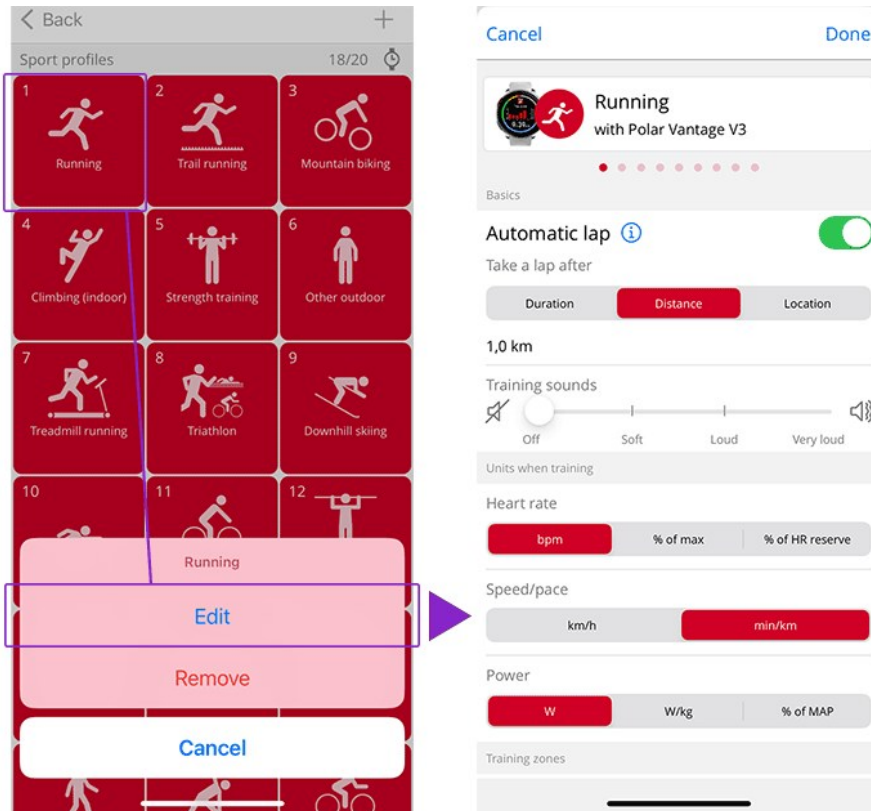 Back +
Sport profiles 18/20
1 2 3
Running Trail running Mountain biking
4 5 6
Climbing (indoor) Strength training Other outdoor
7 8 9
Treadmill running Triathlon Downhill skiing
10 11 12
Running
Edit
Remove
Cancel
Cancel Done
Running
with Polar Vantage V3
Basics
Automatic lap
Take a lap after
Duration Distance Location
1,0 km
Training sounds
Off Soft Loud Very loud
Units when training
Heart rate
bpm % of max % of HR reserve
Speed/pace
km/h min/km
Power
W W/kg % of MAP
Training zones